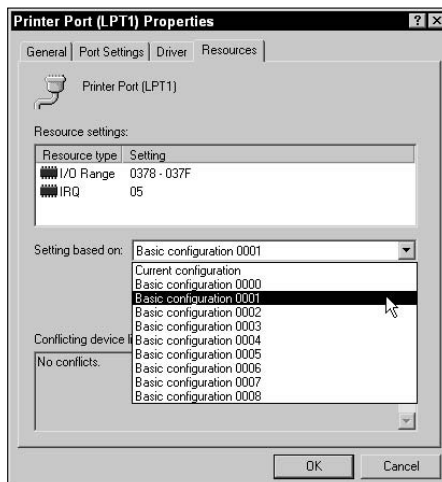 Printer Port (LPT1) Properties
General Port Settings Driver Resources
Printer Port (LPT1)
Resource settings:
Resource type Setting
I/O Range 0378 - 037F
IRQ 05
Setting based on: Basic configuration 0001
Current configuration
Basic configuration 0000
Basic configuration 0001
Basic configuration 0002
Basic configuration 0003
Basic configuration 0004
Basic configuration 0005
Basic configuration 0006
Basic configuration 0007
Basic configuration 0008
Conflicting device li
No conflicts.
OK Cancel